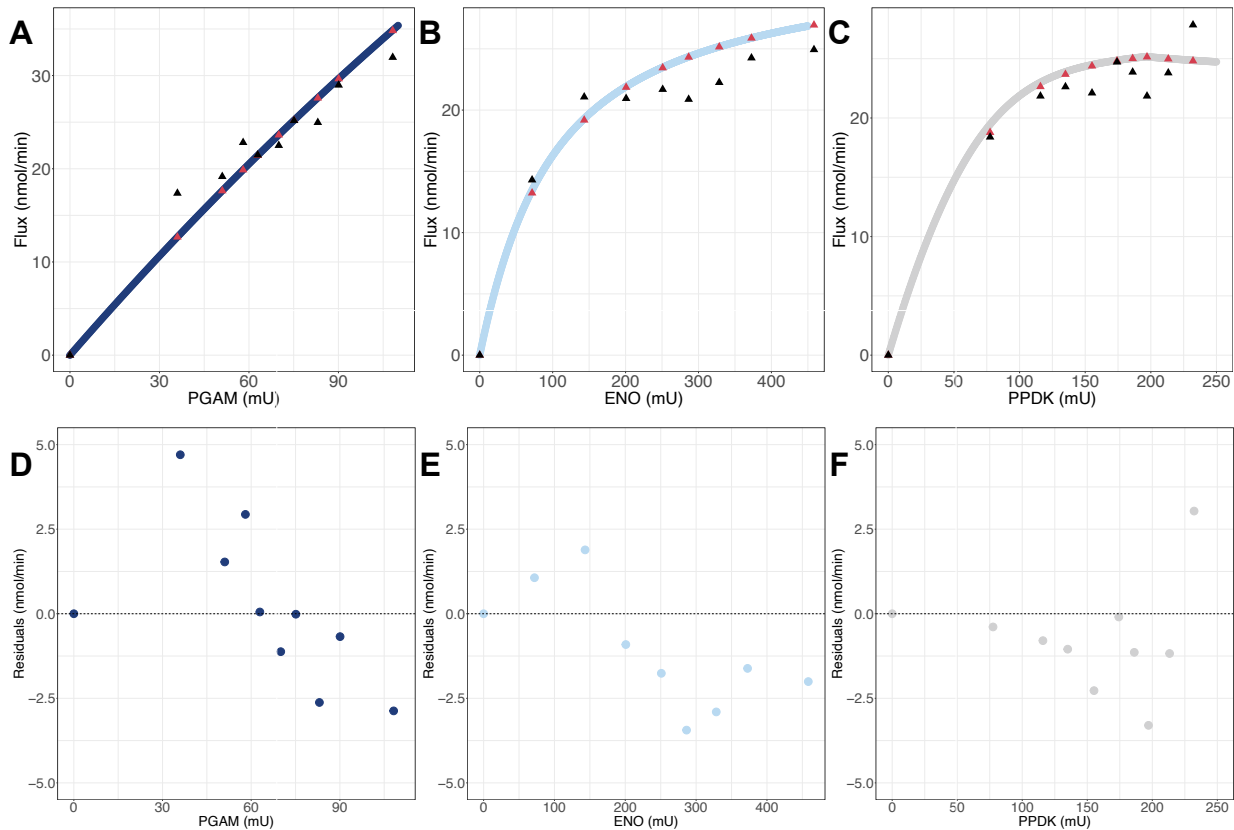 A
Flux (nmol/min)
30
20
10
0
0 30 60 90
PGAM (mU)
B
Flux (nmol/min)
20
10
0
0 100 200 300 400
ENO (mU)
C
Flux (nmol/min)
20
10
0
0 50 100 150 200 250
PPDK (mU)
D
Residuals (nmol/min)
5.0
2.5
0.0
−2.5
−5.0
0 30 60 90
PGAM (mU)
E
Residuals (nmol/min)
5.0
2.5
0.0
−2.5
−5.0
0 100 200 300 400
ENO (mU)
F
Residuals (nmol/min)
5.0
2.5
0.0
−2.5
−5.0
0 50 100 150 200 250
PPDK (mU)